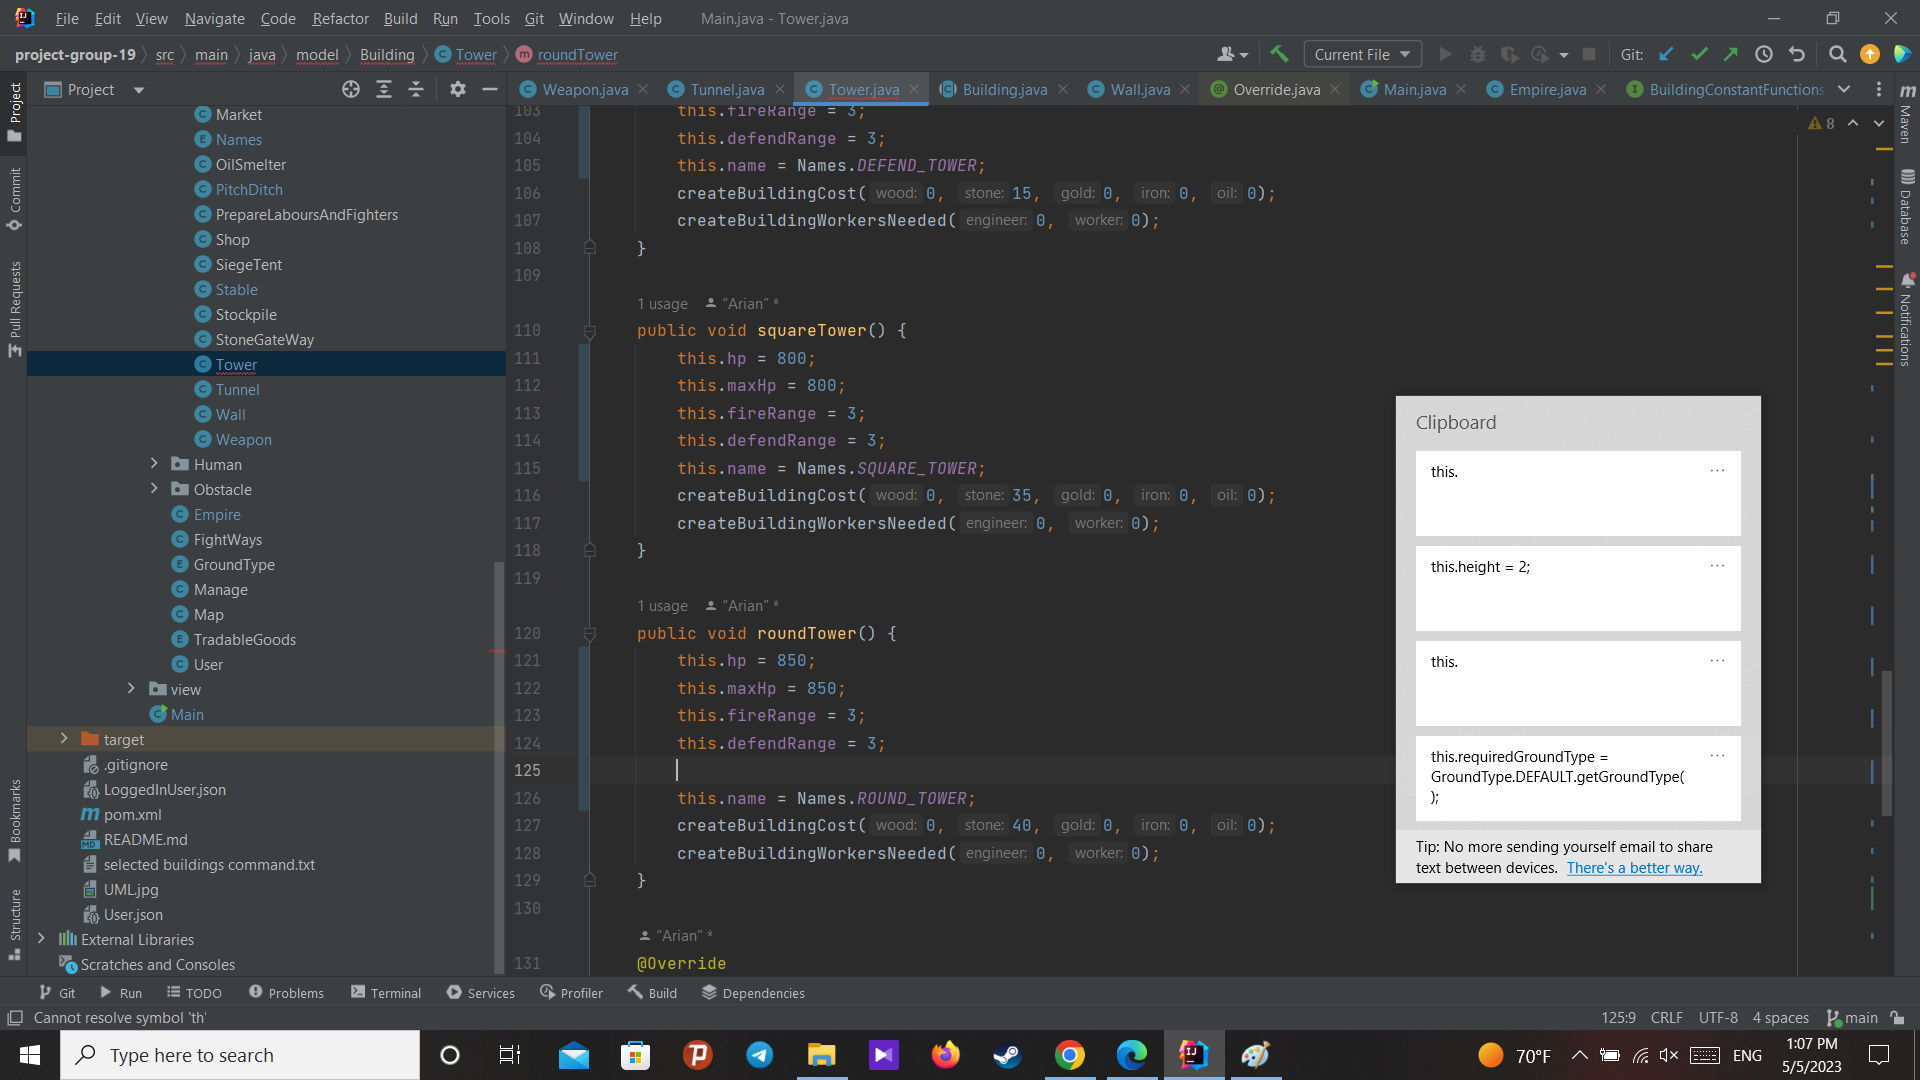 File Edit View Navigate Code Refactor Build Run Tools Git Window Help Main.java - Tower.java
project-group-19 src main java model Building Tower roundTower Current File Git:
Project Weapon.java Tunnel.java Tower.java Building.java Wall.java Override.java Main.java Empire.java BuildingConstantFunctions
Project
Commit
Pull Requests
Bookmarks
Structure
Maven
Database
Notifications
Market
Names
OilSmelter
PitchDitch
PrepareLaboursAndFighters
Shop
SiegeTent
Stable
Stockpile
StoneGateWay
Tower
Tunnel
Wall
Weapon
Human
Obstacle
Empire
FightWays
GroundType
Manage
Map
TradableGoods
User
view
Main
target
.gitignore
LoggedInUser.json
pom.xml
README.md
selected buildings command.txt
UML.jpg
User.json
External Libraries
Scratches and Consoles
8
103 this.fireRange = 3;
104 this.defendRange = 3;
105 this.name = Names.DEFEND_TOWER;
106 createBuildingCost( wood: 0, stone: 15, gold: 0, iron: 0, oil: 0);
107 createBuildingWorkersNeeded( engineer: 0, worker: 0);
108 }
109
1 usage "Arian" *
110 public void squareTower() {
111 this.hp = 800;
112 this.maxHp = 800;
113 this.fireRange = 3;
114 this.defendRange = 3;
115 this.name = Names.SQUARE_TOWER;
116 createBuildingCost( wood: 0, stone: 35, gold: 0, iron: 0, oil: 0);
117 createBuildingWorkersNeeded( engineer: 0, worker: 0);
118 }
119
1 usage "Arian" *
120 public void roundTower() {
121 this.hp = 850;
122 this.maxHp = 850;
123 this.fireRange = 3;
124 this.defendRange = 3;
125
126 this.name = Names.ROUND_TOWER;
127 createBuildingCost( wood: 0, stone: 40, gold: 0, iron: 0, oil: 0);
128 createBuildingWorkersNeeded( engineer: 0, worker: 0);
129 }
130
"Arian" *
131 @Override
Clipboard
this.
this.height = 2;
this.
this.requiredGroundType =
GroundType.DEFAULT.getGroundType(
);
Tip: No more sending yourself email to share
text between devices. There's a better way.
Git Run TODO Problems Terminal Services Profiler Build Dependencies
Cannot resolve symbol 'th' 125:9 CRLF UTF-8 4 spaces main
Type here to search 70°F ENG 1:07 PM
5/5/2023